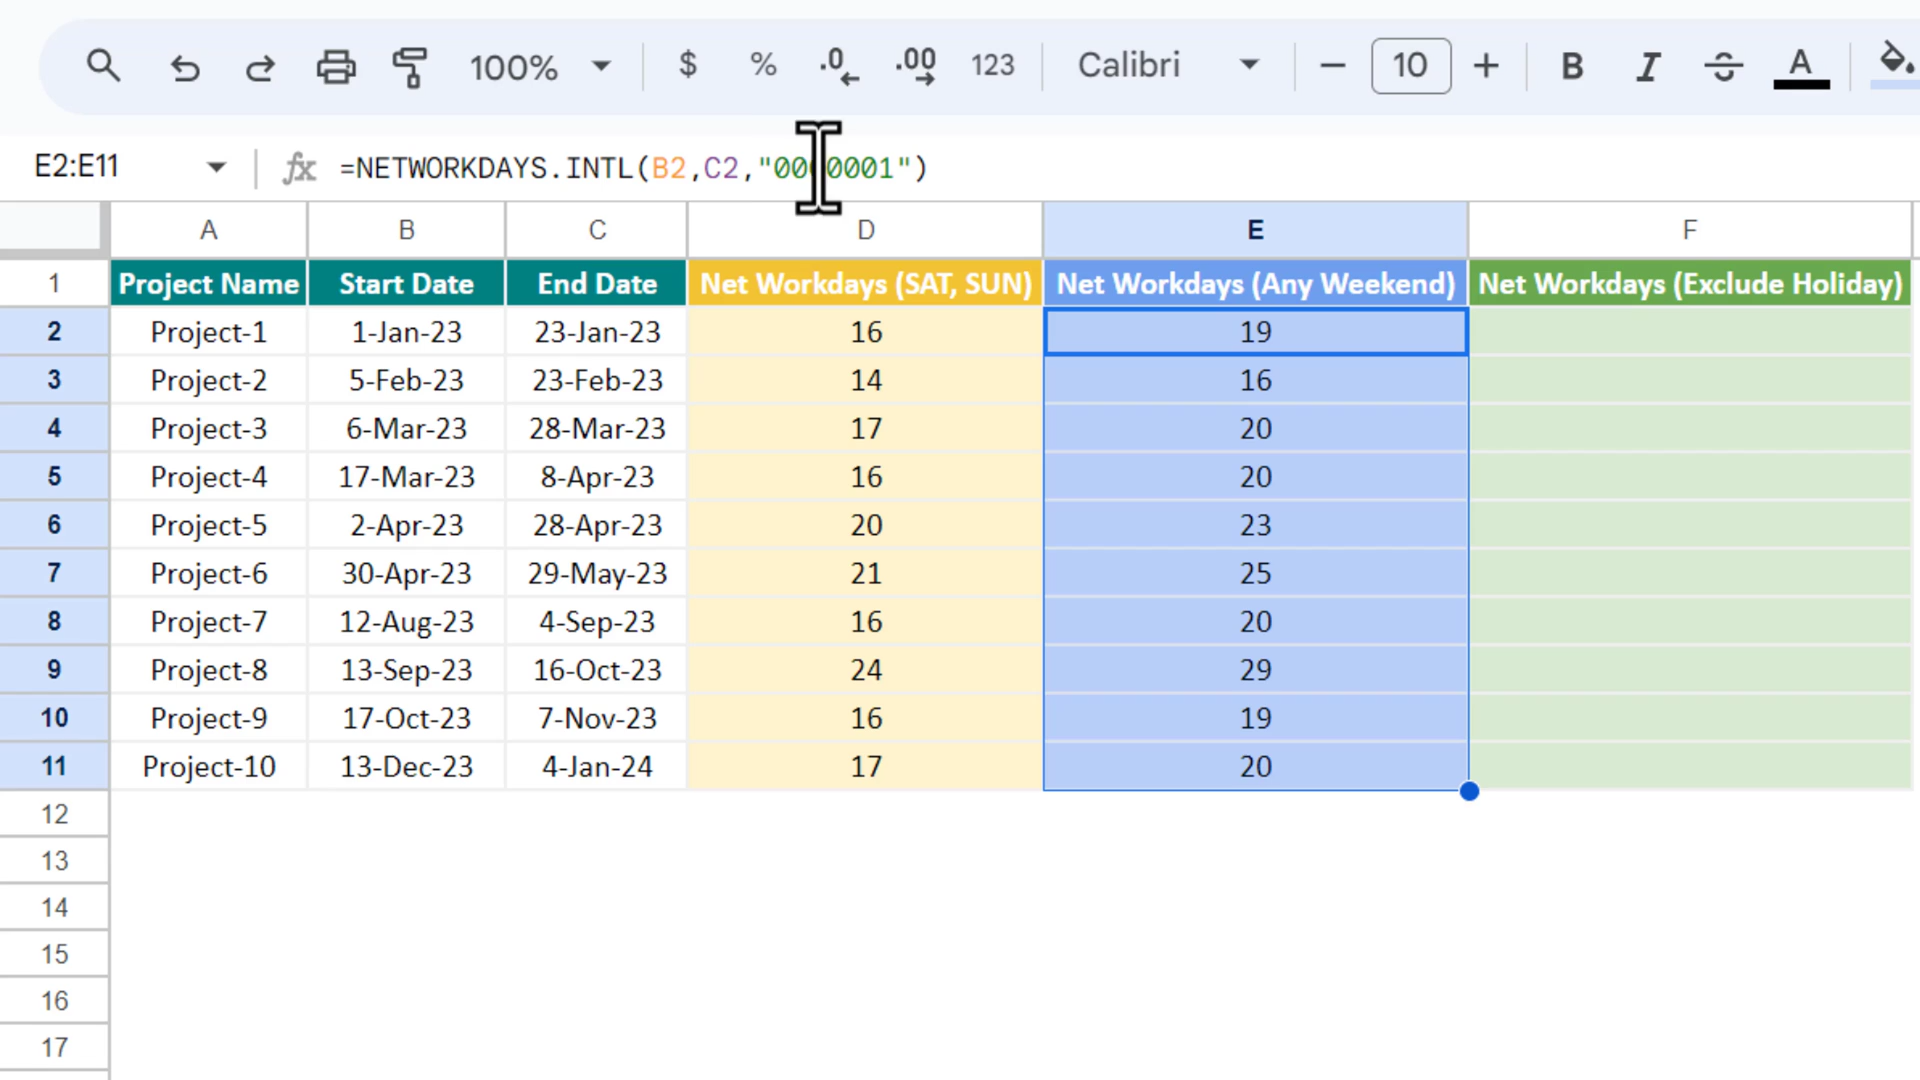 100% $ % .0 .00 123 Calibri 10 B I A
E2:E11 fx =NETWORKDAYS.INTL(B2,C2,"0000001")
A B C D E F
1 Project Name Start Date End Date Net Workdays (SAT, SUN) Net Workdays (Any Weekend) Net Workdays (Exclude Holiday)
2 Project-1 1-Jan-23 23-Jan-23 16 19
3 Project-2 5-Feb-23 23-Feb-23 14 16
4 Project-3 6-Mar-23 28-Mar-23 17 20
5 Project-4 17-Mar-23 8-Apr-23 16 20
6 Project-5 2-Apr-23 28-Apr-23 20 23
7 Project-6 30-Apr-23 29-May-23 21 25
8 Project-7 12-Aug-23 4-Sep-23 16 20
9 Project-8 13-Sep-23 16-Oct-23 24 29
10 Project-9 17-Oct-23 7-Nov-23 16 19
11 Project-10 13-Dec-23 4-Jan-24 17 20
12
13
14
15
16
17